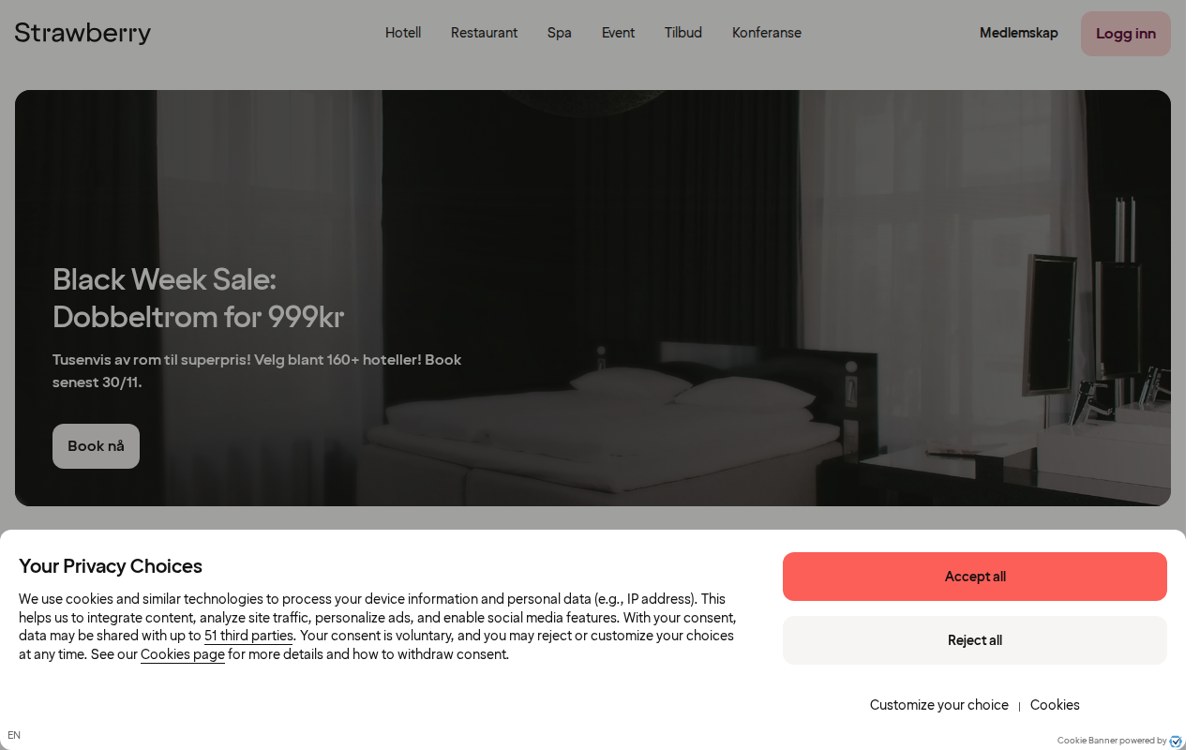 Strawberry
Hotell
Restaurant
Spa
Event
Tilbud
Konferanse
Medlemskap
Logg inn
Black Week Sale:
Dobbeltrom for 999kr
Tusenvis av rom til superpris! Velg blant 160+ hoteller! Book
senest 30/11.
Book nå
Your Privacy Choices
We use cookies and similar technologies to process your device information and personal data (e.g., IP address). This
helps us to integrate content, analyze site traffic, personalize ads, and enable social media features. With your consent,
data may be shared with up to 51 third parties. Your consent is voluntary, and you may reject or customize your choices
at any time. See our Cookies page for more details and how to withdraw consent.
Accept all
Reject all
Customize your choice | Cookies
EN
Cookie Banner powered by